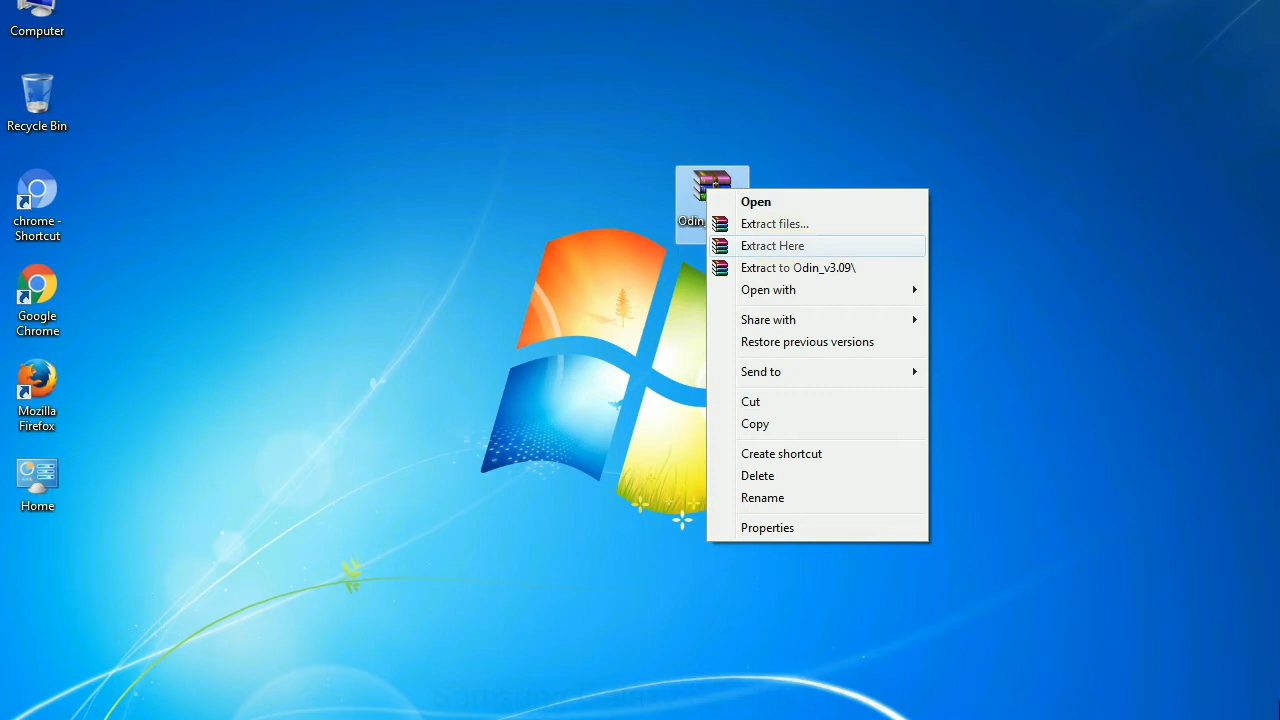 Computer
Recycle Bin
chrome -
Shortcut
Google
Chrome
Mozilla
Firefox
Home
Open
Extract files...
Extract Here
Extract to Odin_v3.09\
Open with
Share with
Restore previous versions
Send to
Cut
Copy
Create shortcut
Delete
Rename
Properties